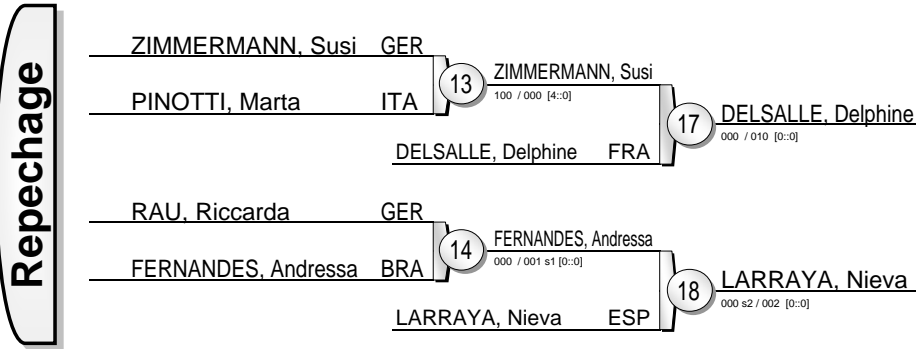 Repechage
ZIMMERMANN, Susi GER
PINOTTI, Marta ITA
13
ZIMMERMANN, Susi
100 / 000 [4::0]
DELSALLE, Delphine FRA
17
DELSALLE, Delphine
000 / 010 [0::0]
RAU, Riccarda GER
FERNANDES, Andressa BRA
14
FERNANDES, Andressa
000 / 001 s1 [0::0]
LARRAYA, Nieva ESP
18
LARRAYA, Nieva
000 s2 / 002 [0::0]